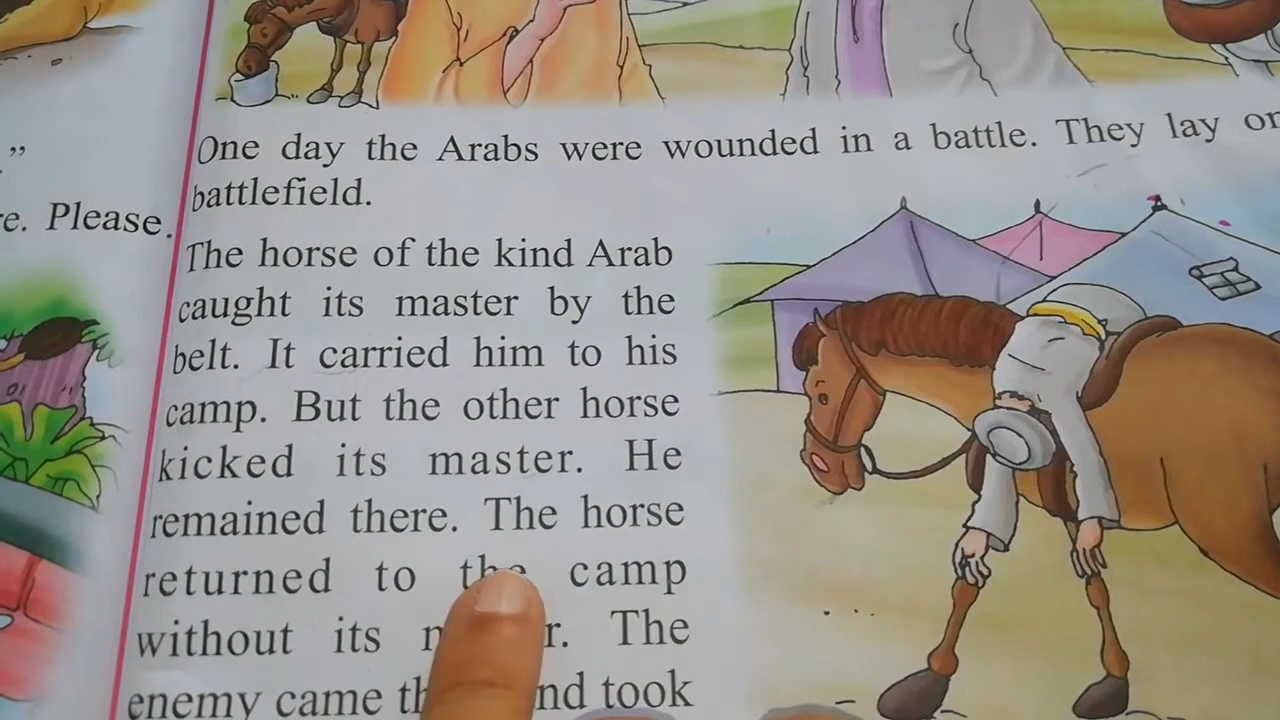 ”
e. Please.
One day the Arabs were wounded in a battle. They lay on
battlefield.
The horse of the kind Arab
caught its master by the
belt. It carried him to his
camp. But the other horse
kicked its master. He
remained there. The horse
returned to the camp
without its
The
enemy came
took